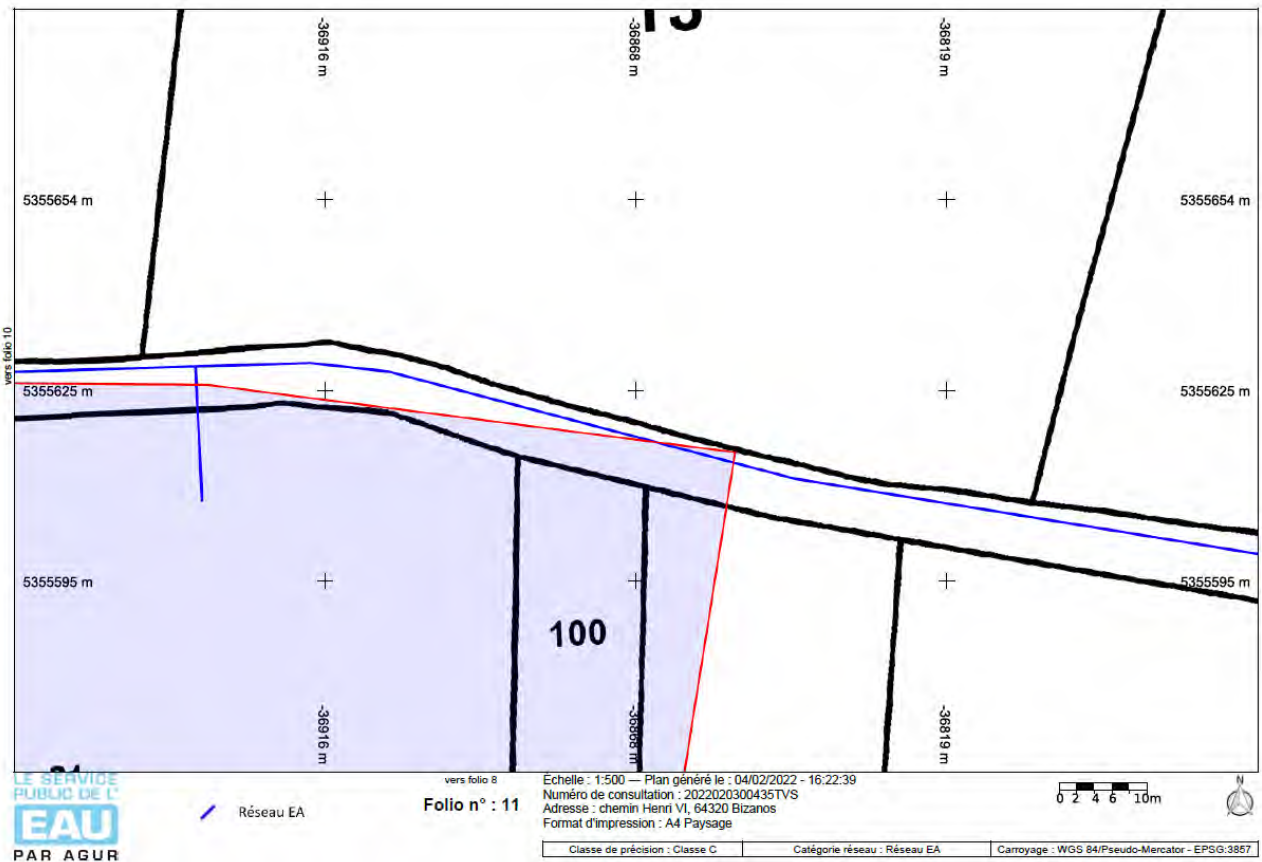 -36916 m
-36868 m
-36819 m
5355654 m
5355654 m
vers folio 10
5355625 m
5355625 m
5355595 m
5355595 m
100
-36916 m
-36868 m
-36819 m
LE SERVICE
PUBLIC DE L'
EAU
PAR AGUR
Réseau EA
vers folio 8
Folio n° : 11
Échelle : 1:500 — Plan généré le : 04/02/2022 - 16:22:39
Numéro de consultation : 2022020300435TVS
Adresse : chemin Henri VI, 64320 Bizanos
Format d'impression : A4 Paysage
Classe de précision : Classe C
Catégorie réseau : Réseau EA
Carroyage : WGS 84/Pseudo-Mercator - EPSG:3857
0 2 4 6 10m
N